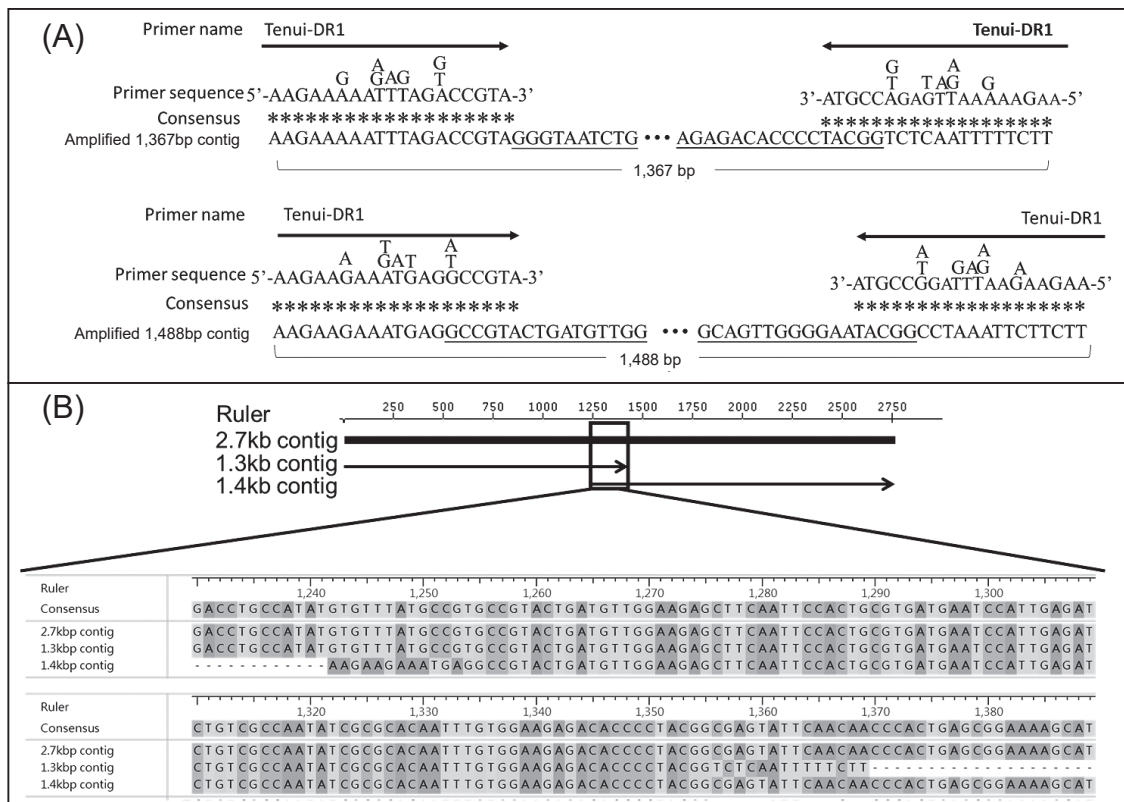 (A)
Primer name Tenui-DR1 Tenui-DR1
A G G A
G GAG T T TAG G
Primer sequence 5'-AAGAAAAATTTAGACCGTA-3' 3'-ATGCCAGAGTTAAAAAGAA-5'
Consensus ******************* ******************
Amplified 1,367bp contig AAGAAAAATTTAGACCGTAGGGTAATCTG ••• AGAGACACCCCTACGGTCTCAATTTTTCTT
1,367 bp
Primer name Tenui-DR1 Tenui-DR1
T A A A
A GAT T T GAG A
Primer sequence 5'-AAGAAGAAATGAGGCCGTA-3' 3'-ATGCCGGATTTAAGAAGAA-5'
Consensus ******************* ******************
Amplified 1,488bp contig AAGAAGAAATGAGGCCGTACTGATGTTGG ••• GCAGTTGGGGAATACGGCCTAAATTCTTCTT
1,488 bp
(B)
Ruler 250 500 750 1000 1250 1500 1750 2000 2250 2500 2750
2.7kb contig
1.3kb contig
1.4kb contig
Ruler 1,240 1,250 1,260 1,270 1,280 1,290 1,300
Consensus GACCTGCCATATGTGTTTATGCCGTGCCGTACTGATGTTGGAAGAGCTTCAATTCCACTGCGTGATGAATCCATTGAGAT
2.7kbp contig GACCTGCCATATGTGTTTATGCCGTGCCGTACTGATGTTGGAAGAGCTTCAATTCCACTGCGTGATGAATCCATTGAGAT
1.3kbp contig GACCTGCCATATGTGTTTATGCCGTGCCGTACTGATGTTGGAAGAGCTTCAATTCCACTGCGTGATGAATCCATTGAGAT
1.4kbp contig ------------AAGAAGAAATGAGGCCGTACTGATGTTGGAAGAGCTTCAATTCCACTGCGTGATGAATCCATTGAGAT
Ruler 1,320 1,330 1,340 1,350 1,360 1,370 1,380
Consensus CTGTCGCCAATATCGCGCACAATTTGTGGAAGAGACACCCCTACGGCGAGTATTCAACAACCCACTGAGCGGAAAAGCAT
2.7kbp contig CTGTCGCCAATATCGCGCACAATTTGTGGAAGAGACACCCCTACGGCGAGTATTCAACAACCCACTGAGCGGAAAAGCAT
1.3kbp contig CTGTCGCCAATATCGCGCACAATTTGTGGAAGAGACACCCCTACGGTCTCAATTTTTCTT--------------------
1.4kbp contig CTGTCGCCAATATCGCGCACAATTTGTGGAAGAGACACCCCTACGGCGAGTATTCAACAACCCACTGAGCGGAAAAGCAT